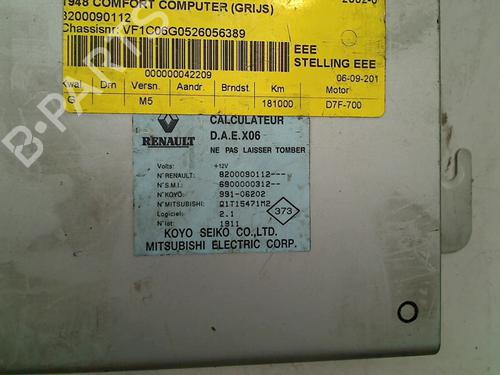 1948 COMFORT COMPUTER (GRIJS)
8200090112
Chassisnr: VF1C06G0526056389
EEE
STELLING EEE
000000042209
06-09-201
Kwal Drn Versn. Aandr. Brndst Km Motor
G M5 181000 D7F-700
RENAULT
CALCULATEUR
D.A.E.X06
NE PAS LAISSER TOMBER
Volts: +12V
N°RENAULT: 8200090112---
N°S.M.I.: 6900000312--
N°KOYO: 991-06202
N°MITSUBISHI: Q1T15471M2
Logiciel: 2.1
N°lot: 1911
373
KOYO SEIKO CO.,LTD.
MITSUBISHI ELECTRIC CORP.
B-PARTS